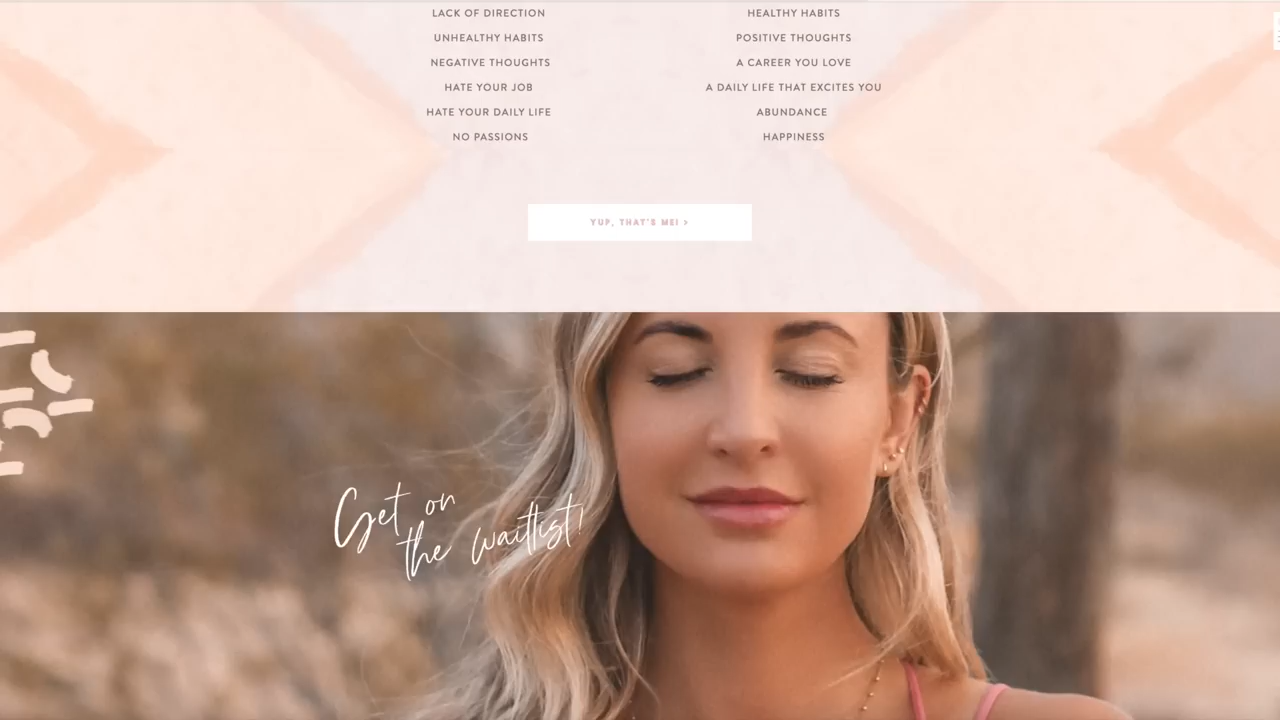 LACK OF DIRECTION
UNHEALTHY HABITS
NEGATIVE THOUGHTS
HATE YOUR JOB
HATE YOUR DAILY LIFE
NO PASSIONS
HEALTHY HABITS
POSITIVE THOUGHTS
A CAREER YOU LOVE
A DAILY LIFE THAT EXCITES YOU
ABUNDANCE
HAPPINESS
YUP, THAT'S ME! >
Get on
the waitlist!